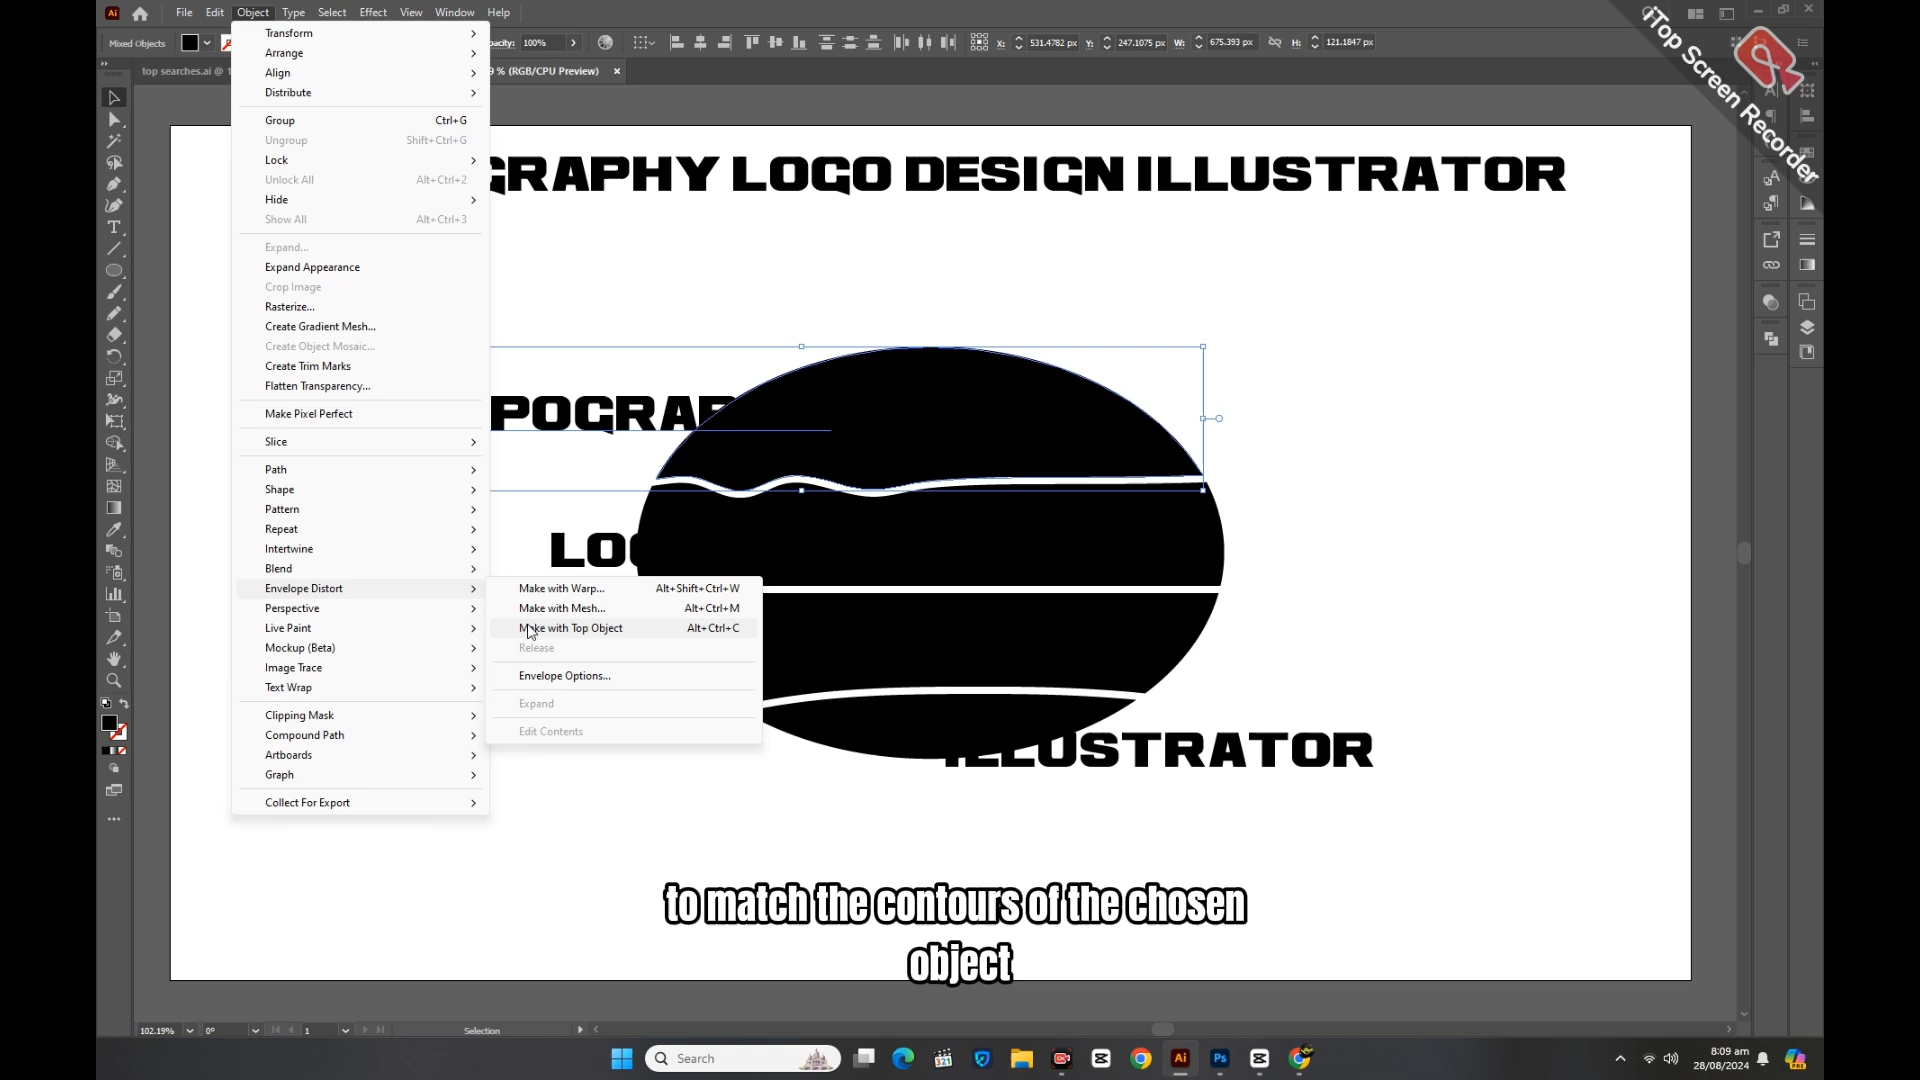 File Edit Object Type Select Effect View Window Help
Mixed Objects
pacity: 100%
X: 531.4782 px Y: 247.1075 px W: 675.393 px H: 121.1847 px
top searches.ai @ 1
9 % (RGB/CPU Preview) ×
iTop Screen Recorder
Transform
Arrange
Align
Distribute
Group Ctrl+G
Ungroup Shift+Ctrl+G
Lock
Unlock All Alt+Ctrl+2
Hide
Show All Alt+Ctrl+3
Expand...
Expand Appearance
Crop Image
Rasterize...
Create Gradient Mesh...
Create Object Mosaic...
Create Trim Marks
Flatten Transparency...
Make Pixel Perfect
Slice
Path
Shape
Pattern
Repeat
Intertwine
Blend
Envelope Distort
Perspective
Live Paint
Mockup (Beta)
Image Trace
Text Wrap
Clipping Mask
Compound Path
Artboards
Graph
Collect For Export
Make with Warp... Alt+Shift+Ctrl+W
Make with Mesh... Alt+Ctrl+M
Make with Top Object Alt+Ctrl+C
Release
Envelope Options...
Expand
Edit Contents
GRAPHY LOGO DESIGN ILLUSTRATOR
POGRAP
LOG
ILLUSTRATOR
to match the contours of the chosen
object
102.19% 0° 1 Selection
Search
8:09 am
28/08/2024